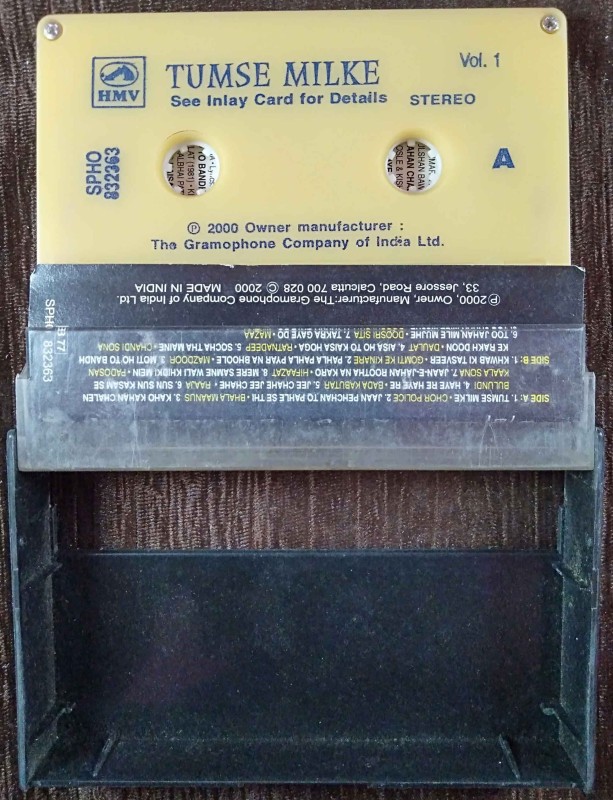 HMV
TUMSE MILKE
Vol. 1
See Inlay Card for Details STEREO
SPHO
832363
A
℗ 2000 Owner manufacturer :
The Gramophone Company of India Ltd.
SIDE A: 1. TUMSE MILKE • CHOR POLICE 2. JAAN PEHCHAN TO PAHLE SE THI • BHALA MAANUS 3. KAHO KAHAN CHALEN
BULUNDI 4. HAYE RE HAYE RE • BADA KABUTAR 5. JEE CHAHE JEE CHAHE • RAAJA 6. SUN SUN KASAM SE
KAALA SONA 7. JAAN-E-JAHAN ROOTHA NA KARO • HIFAZAT 8. MERE SAMNE WALI KHIDKI MEIN • PADOSAN
SIDE B: 1. KHWAB KI TASVEER • GOMTI KE KINARE 2. PAHLA PAHLA PYAR NA BHOOLE • MAZDOOR 3. MOTI HO TO BANDH
KE RAKH DOON • DAULAT 4. AISA HO TO KAISA HOGA • RATNADEEP 5. SOCHA THA MAINE • CHANDI SONA
6. TOO JAHAN MILE MUJHE • DOOSRI SITA 7. TAKRA GAYE DO • MAZAA
℗2000, Owner, Manufacturer:The Gramophone Company of India Ltd.
33, Jessore Road, Calcutta 700 028 © 2000 MADE IN INDIA
SPHO 832363